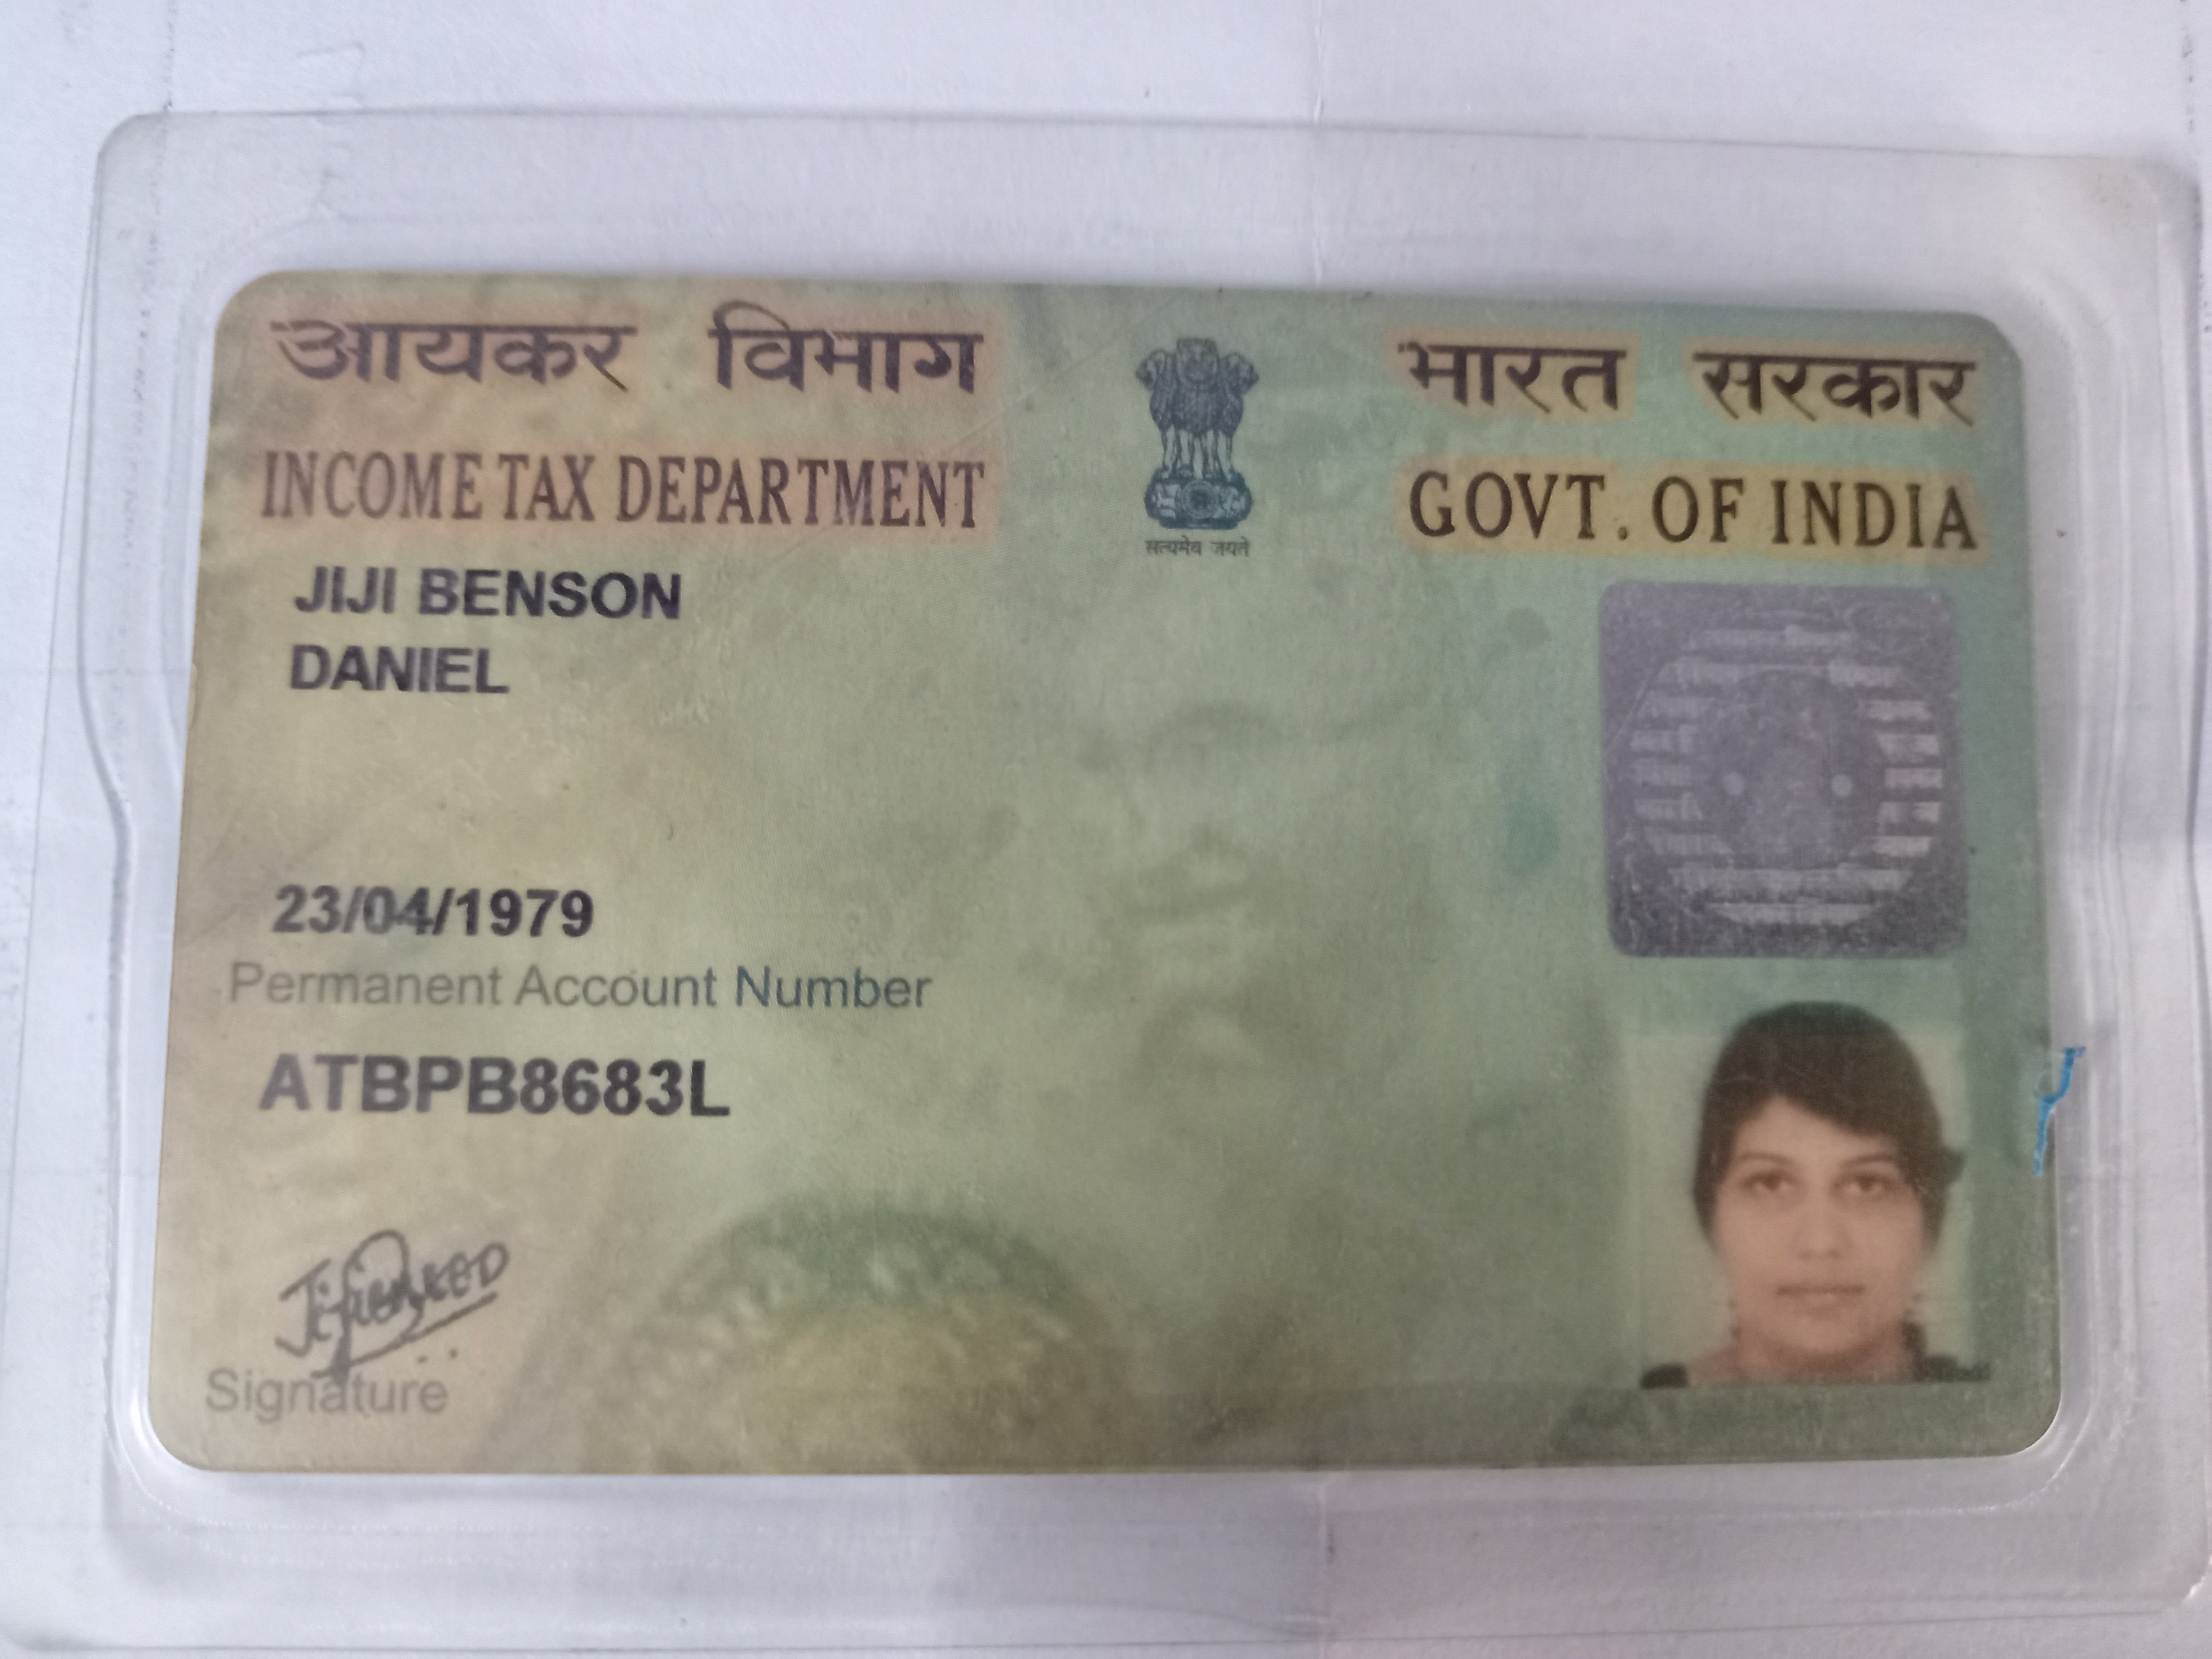 आयकर विभाग
INCOME TAX DEPARTMENT
सत्यमेव जयते
भारत सरकार
GOVT. OF INDIA
JIJI BENSON
DANIEL
23/04/1979
Permanent Account Number
ATBPB8683L
Signature